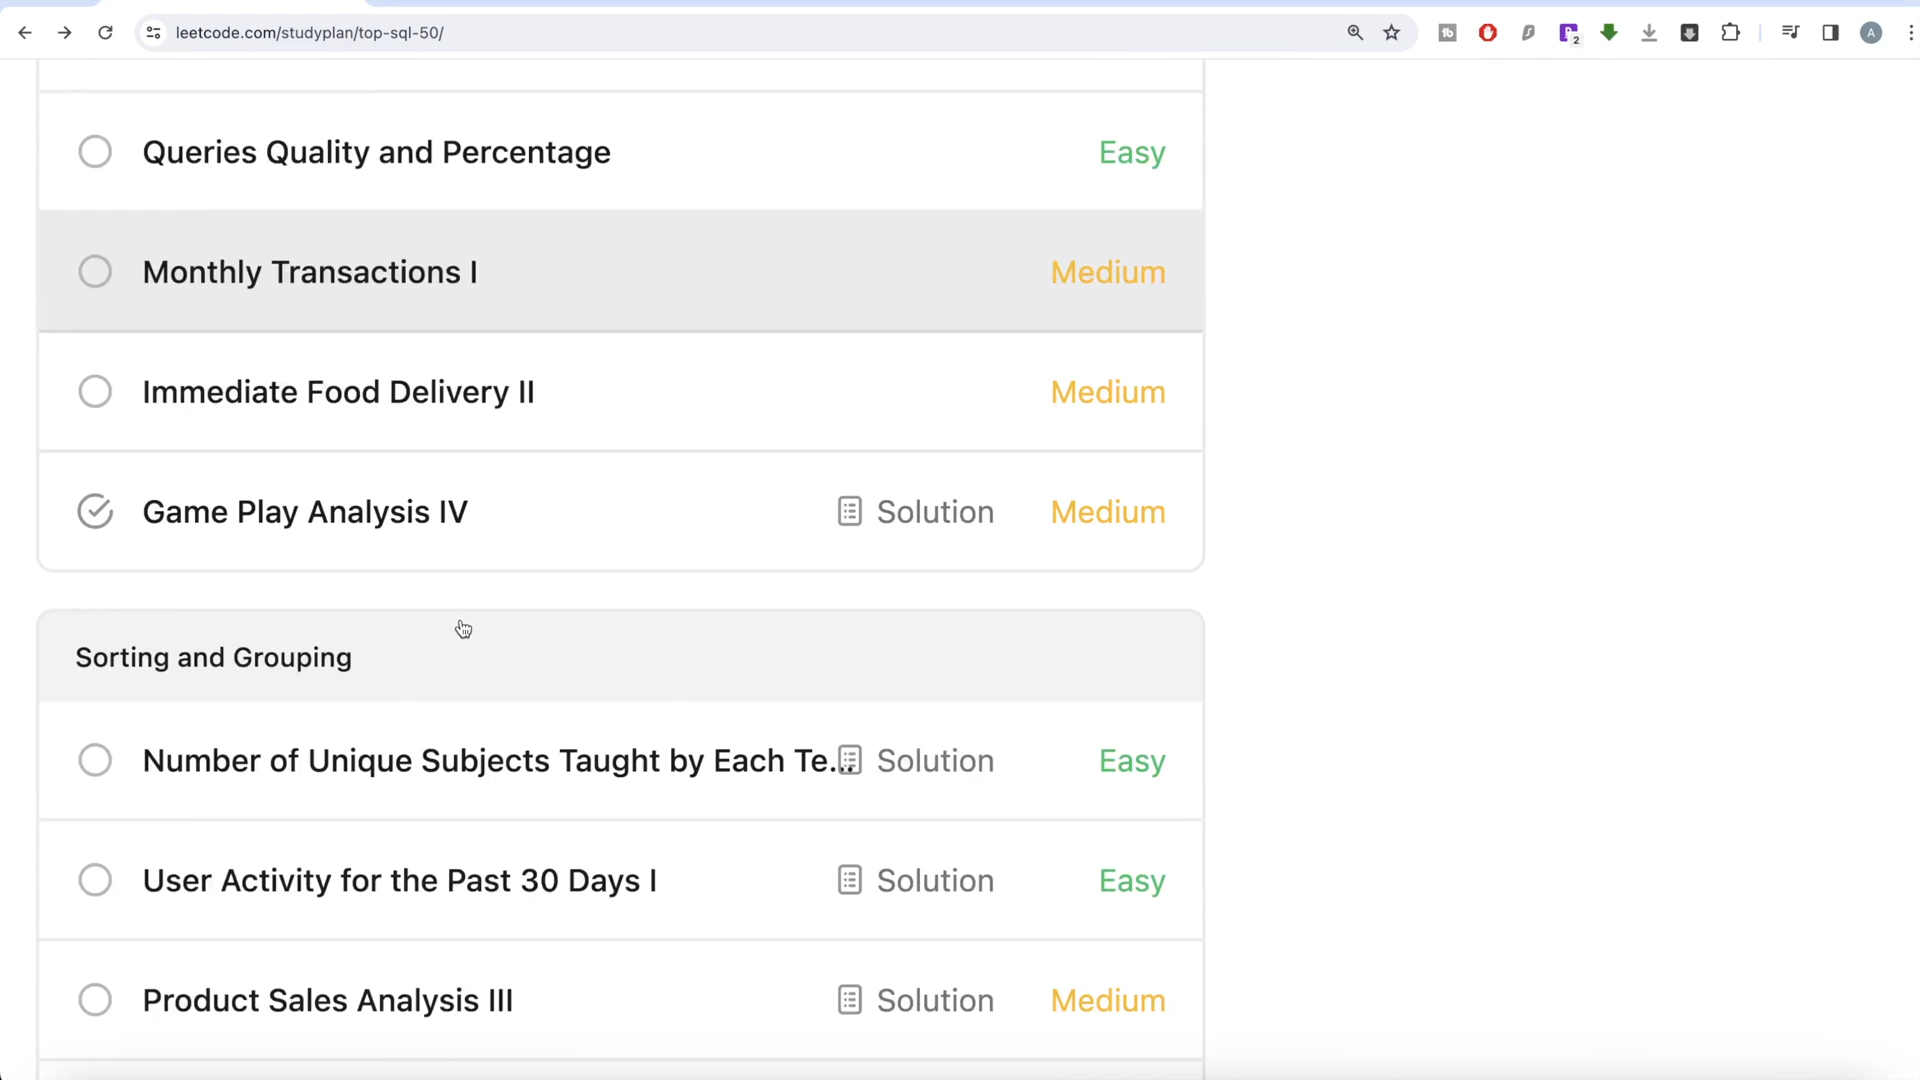 leetcode.com/studyplan/top-sql-50/
2
A
Queries Quality and Percentage Easy
Monthly Transactions I Medium
Immediate Food Delivery II Medium
Game Play Analysis IV Solution Medium
Sorting and Grouping
Number of Unique Subjects Taught by Each Te... Solution Easy
User Activity for the Past 30 Days I Solution Easy
Product Sales Analysis III Solution Medium